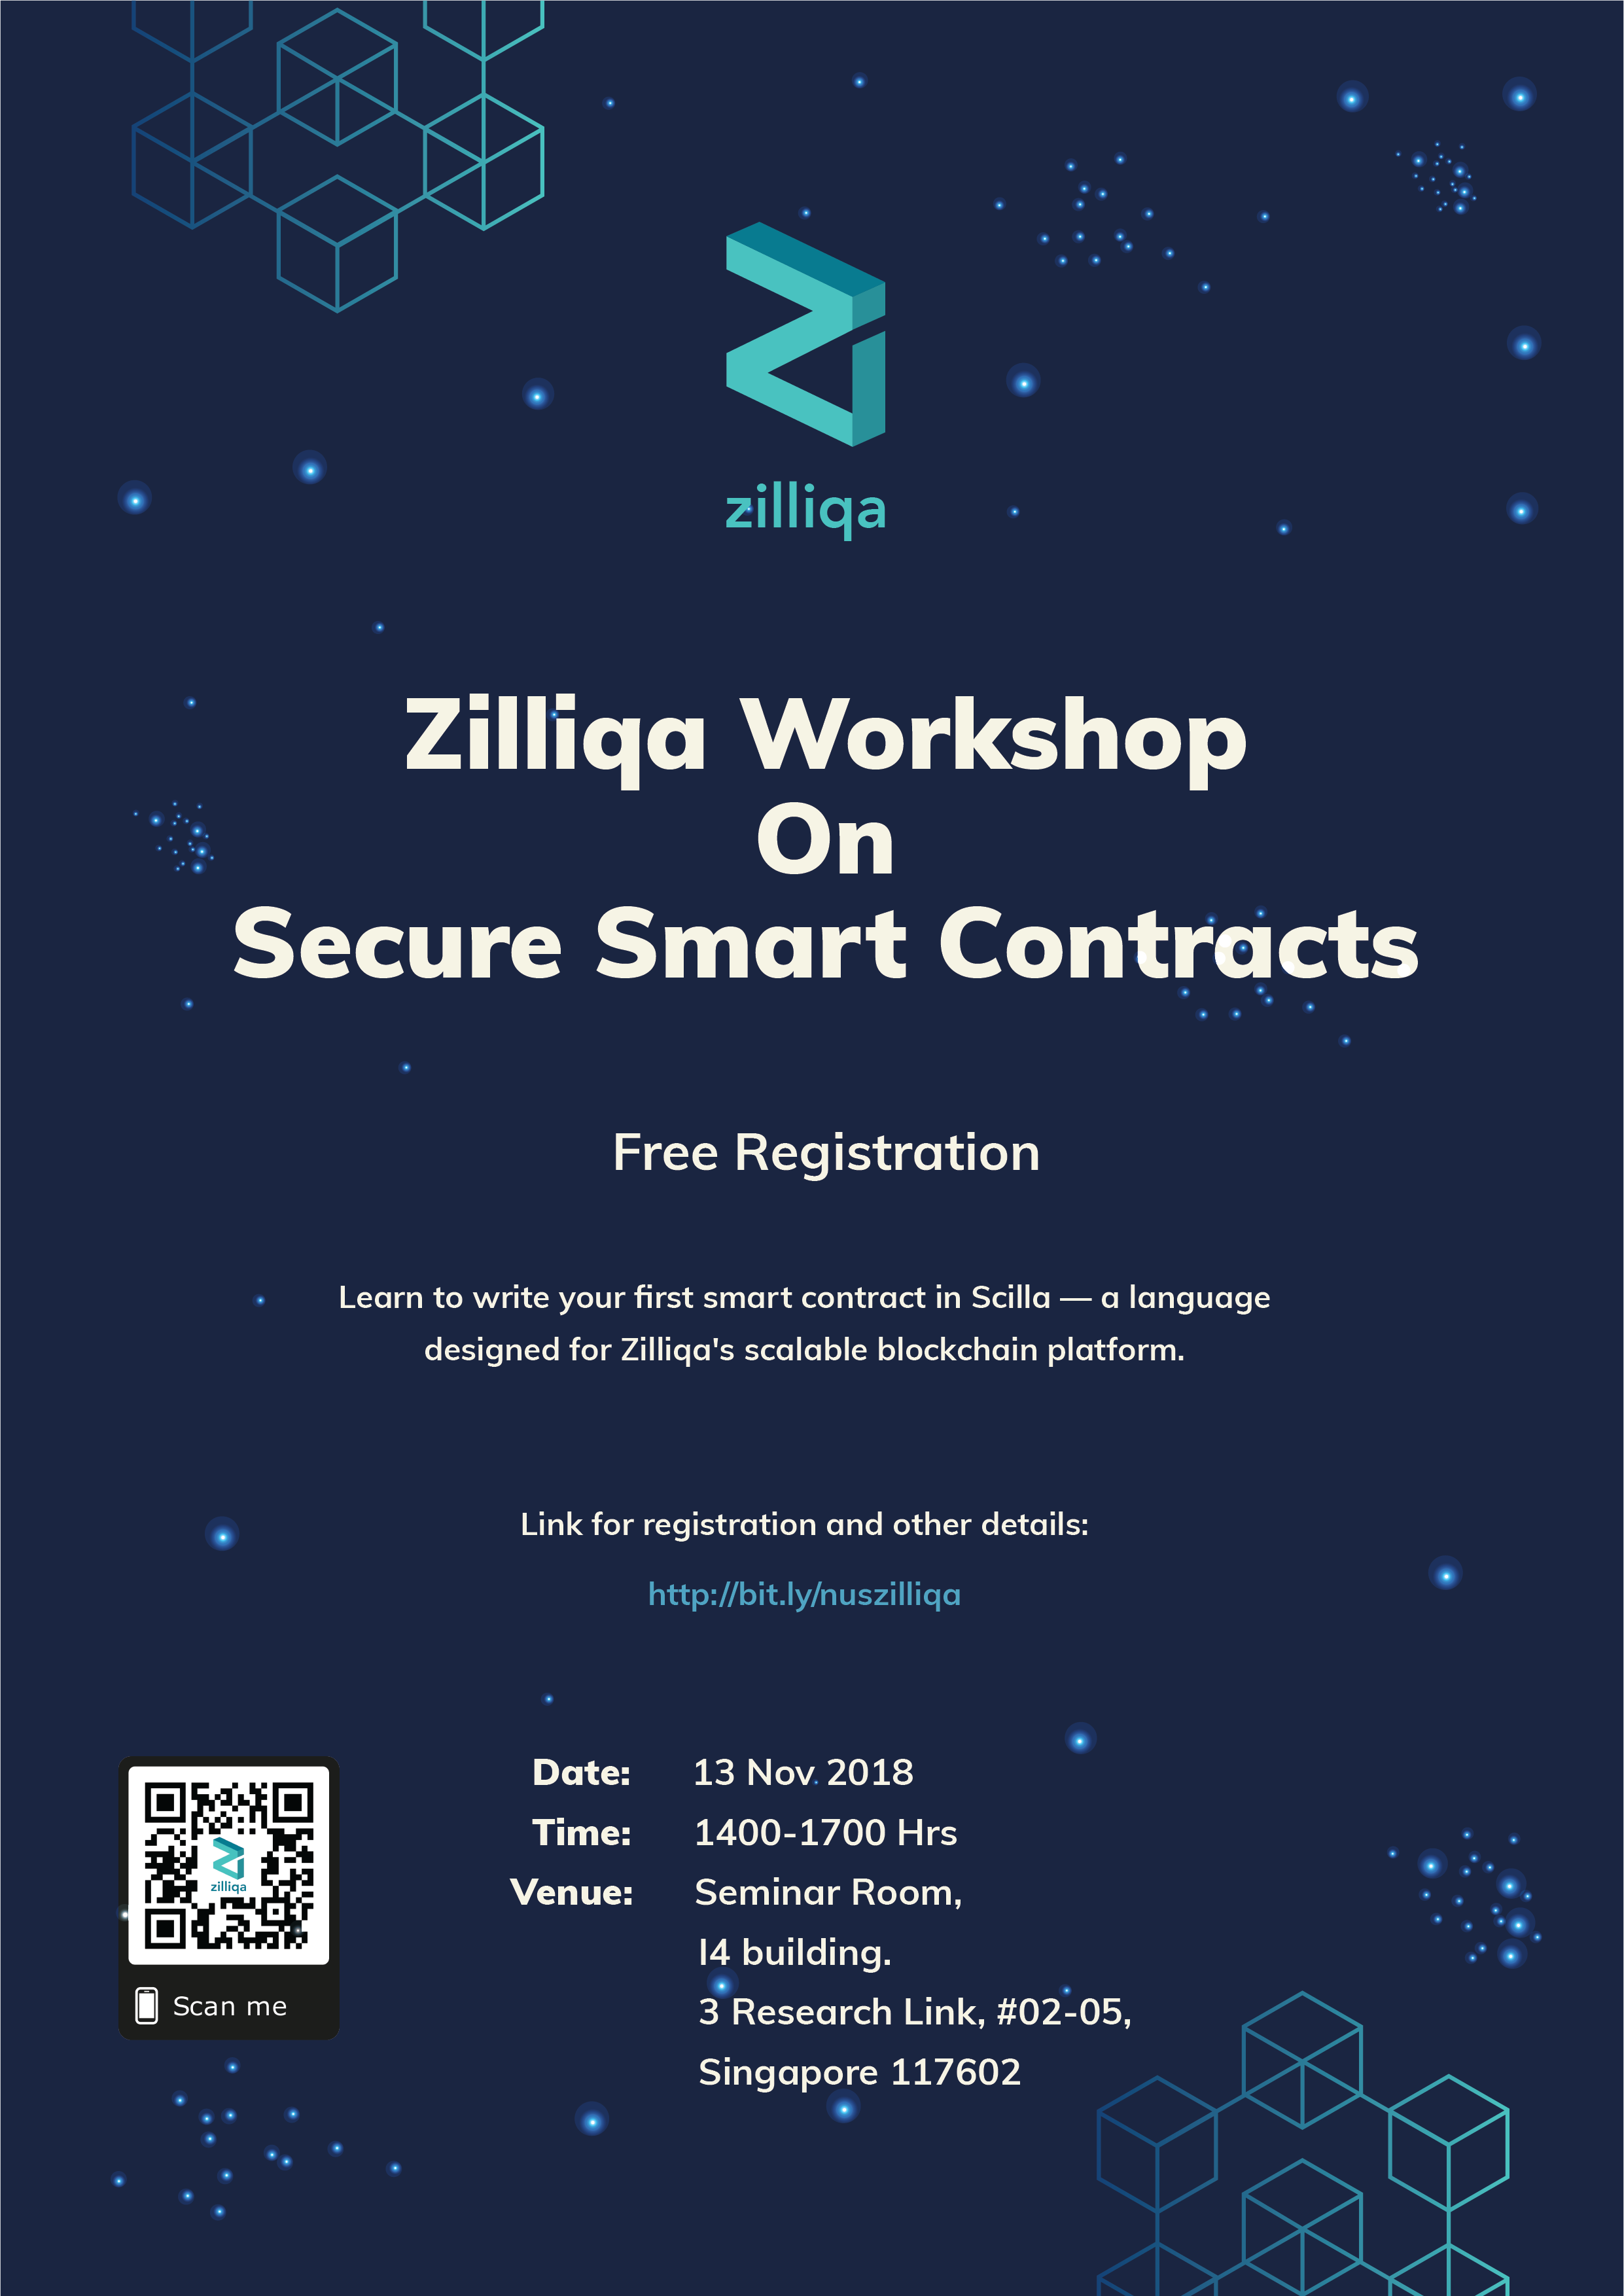 zilliqa
Zilliqa Workshop
On
Secure Smart Contracts
Free Registration
Learn to write your first smart contract in Scilla — a language
designed for Zilliqa's scalable blockchain platform.
Link for registration and other details:
http://bit.ly/nuszilliqa
zilliqa
Scan me
Date: 13 Nov 2018
Time: 1400-1700 Hrs
Venue: Seminar Room,
I4 building.
3 Research Link, #02-05,
Singapore 117602